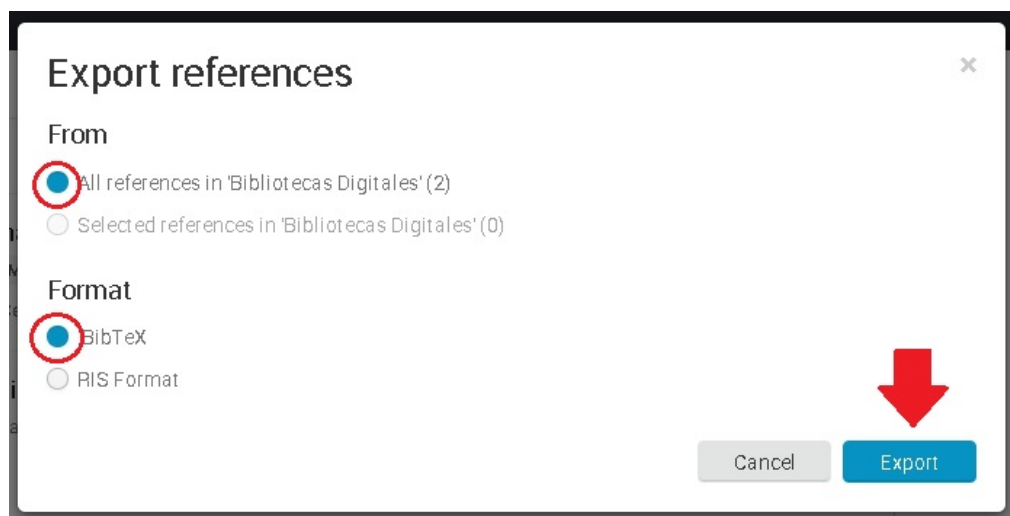 Export references
×
From
All references in 'Bibliotecas Digitales' (2)
Selected references in 'Bibliotecas Digitales' (0)
Format
BibTeX
RIS Format
Cancel
Export